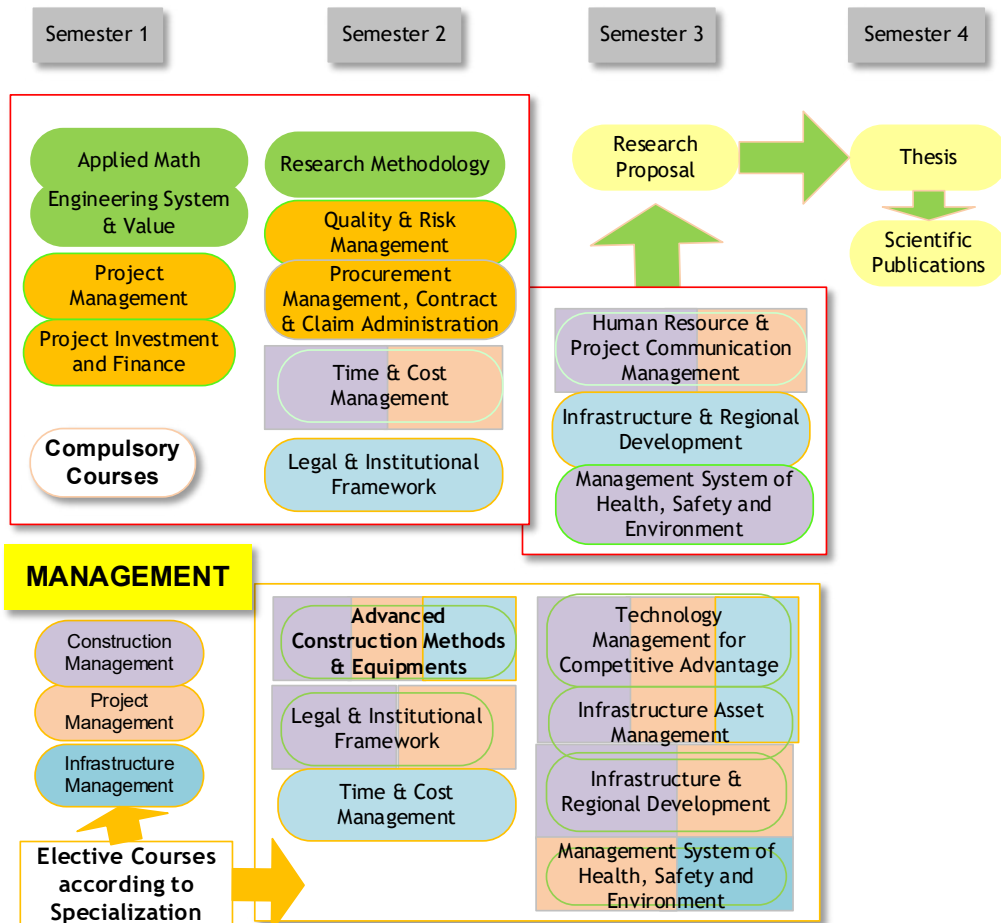 Semester 1
Semester 2
Semester 3
Semester 4
Applied Math
Engineering System
& Value
Project
Management
Project Investment
and Finance
Compulsory
Courses
Research Methodology
Quality & Risk
Management
Procurement
Management, Contract
& Claim Administration
Time & Cost
Management
Legal & Institutional
Framework
Research
Proposal
Human Resource &
Project Communication
Management
Infrastructure & Regional
Development
Management System of
Health, Safety and
Environment
Thesis
Scientific
Publications
MANAGEMENT
Construction
Management
Project
Management
Infrastructure
Management
Elective Courses
according to
Specialization
Advanced
Construction Methods
& Equipments
Legal & Institutional
Framework
Time & Cost
Management
Technology
Management for
Competitive Advantage
Infrastructure Asset
Management
Infrastructure &
Regional Development
Management System of
Health, Safety and
Environment